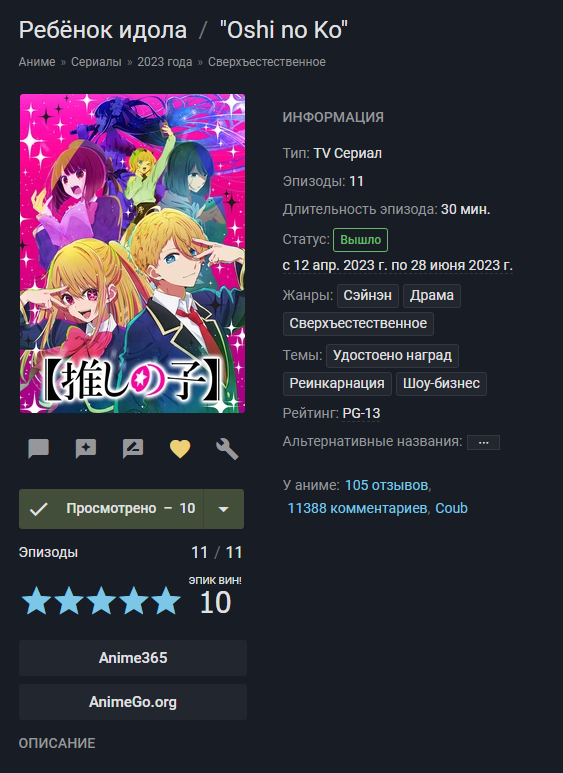 Ребёнок идола / "Oshi no Ko"
Аниме » Сериалы » 2023 года » Сверхъестественное
【推しの子】
Просмотрено – 10
Эпизоды 11 / 11
ЭПИК ВИН!
10
Anime365
AnimeGo.org
ОПИСАНИЕ
ИНФОРМАЦИЯ
Тип: TV Сериал
Эпизоды: 11
Длительность эпизода: 30 мин.
Статус: Вышло
с 12 апр. 2023 г. по 28 июня 2023 г.
Жанры: Сэйнэн Драма
Сверхъестественное
Темы: Удостоено наград
Реинкарнация Шоу-бизнес
Рейтинг: PG-13
Альтернативные названия: ...
У аниме: 105 отзывов,
11388 комментариев, Coub